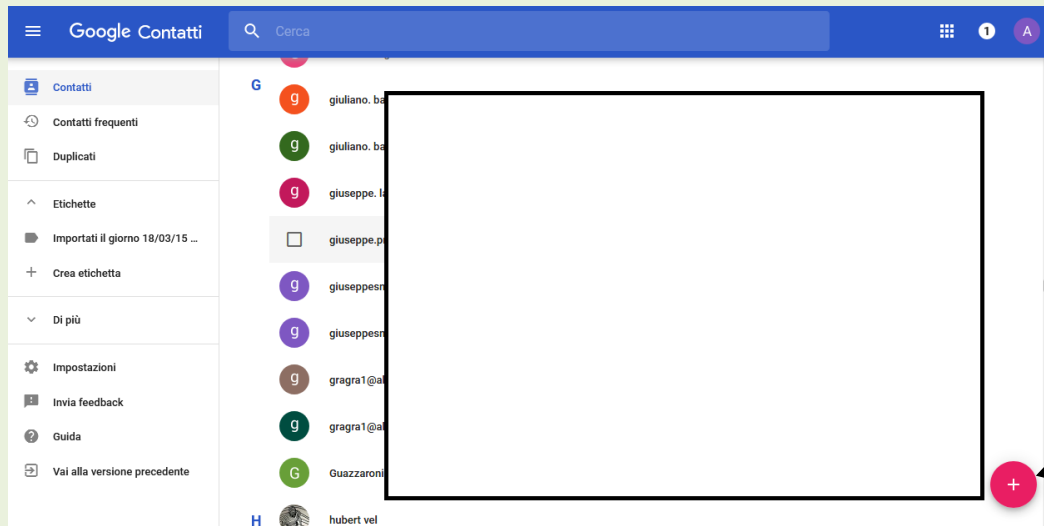 Google Contatti
Cerca
1
A
Contatti
Contatti frequenti
Duplicati
Etichette
Importati il giorno 18/03/15 ...
Crea etichetta
Di più
Impostazioni
Invia feedback
Guida
Vai alla versione precedente
G
g giuliano. ba
g giuliano. ba
g giuseppe.
giuseppe.
g
g
g gragra1@
g gragra1@
G Guazzaroni
H
hubert vel